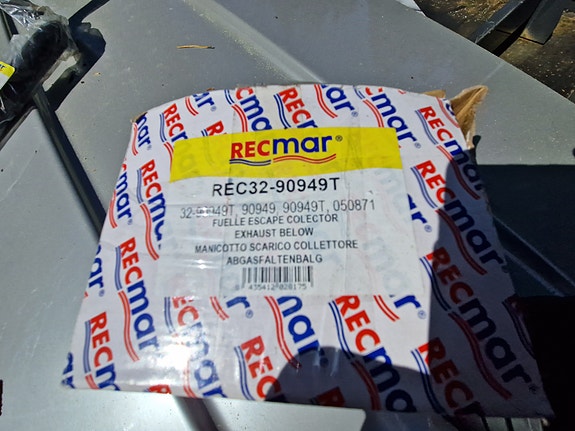 RECmar®
REC32-90949T
32-90949T, 90949, 90949T, 050871
FUELLE ESCAPE COLECTOR
EXHAUST BELOW
MANICOTTO SCARICO COLLETTORE
ABGASFALTENBALG